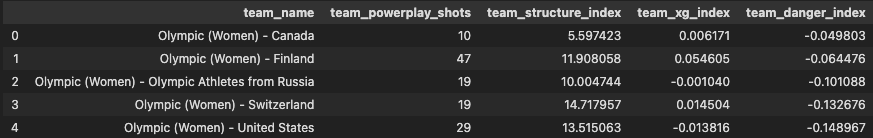 team_name team_powerplay_shots team_structure_index team_xg_index team_danger_index
0 Olympic (Women) - Canada 10 5.597423 0.006171 -0.049803
1 Olympic (Women) - Finland 47 11.908058 0.054605 -0.064476
2 Olympic (Women) - Olympic Athletes from Russia 19 10.004744 -0.001040 -0.101088
3 Olympic (Women) - Switzerland 19 14.717957 0.014504 -0.132676
4 Olympic (Women) - United States 29 13.515063 -0.013816 -0.148967